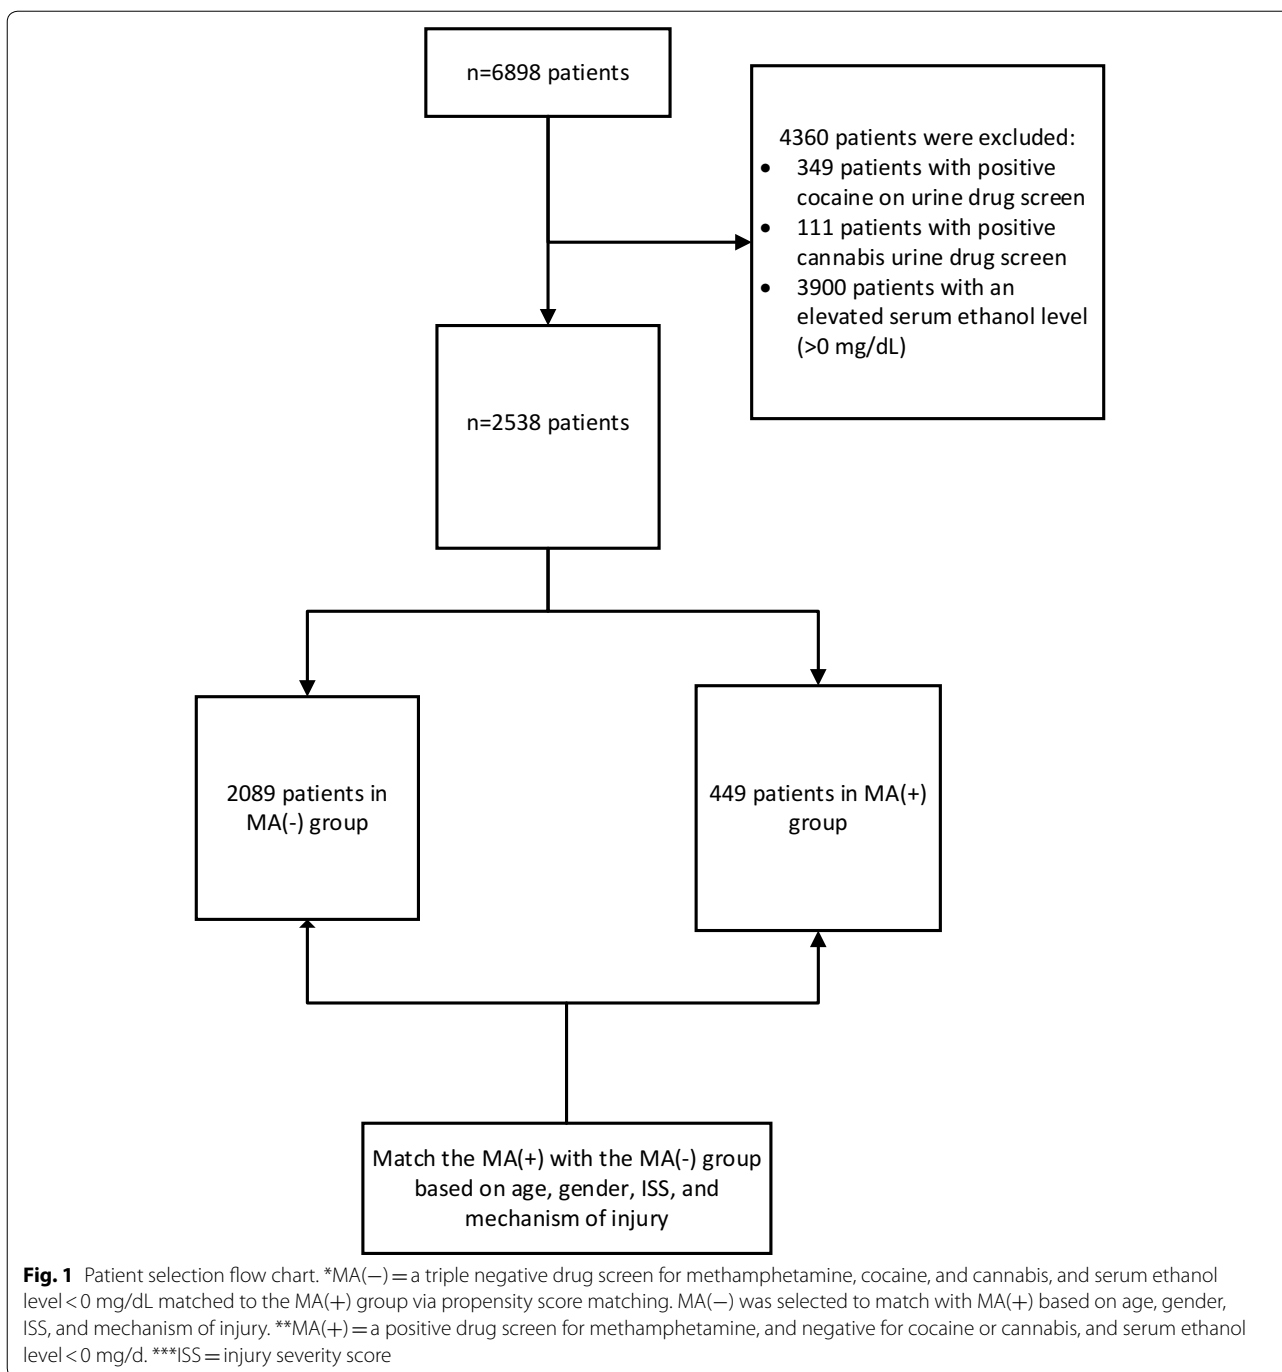 n=6898 patients
4360 patients were excluded:
• 349 patients with positive
cocaine on urine drug screen
• 111 patients with positive
cannabis urine drug screen
• 3900 patients with an
elevated serum ethanol level
(>0 mg/dL)
n=2538 patients
2089 patients in
MA(-) group
449 patients in MA(+)
group
Match the MA(+) with the MA(-) group
based on age, gender, ISS, and
mechanism of injury
Fig. 1 Patient selection flow chart. *MA(−) = a triple negative drug screen for methamphetamine, cocaine, and cannabis, and serum ethanol
level < 0 mg/dL matched to the MA(+) group via propensity score matching. MA(−) was selected to match with MA(+) based on age, gender,
ISS, and mechanism of injury. **MA(+) = a positive drug screen for methamphetamine, and negative for cocaine or cannabis, and serum ethanol
level < 0 mg/d. ***ISS = injury severity score